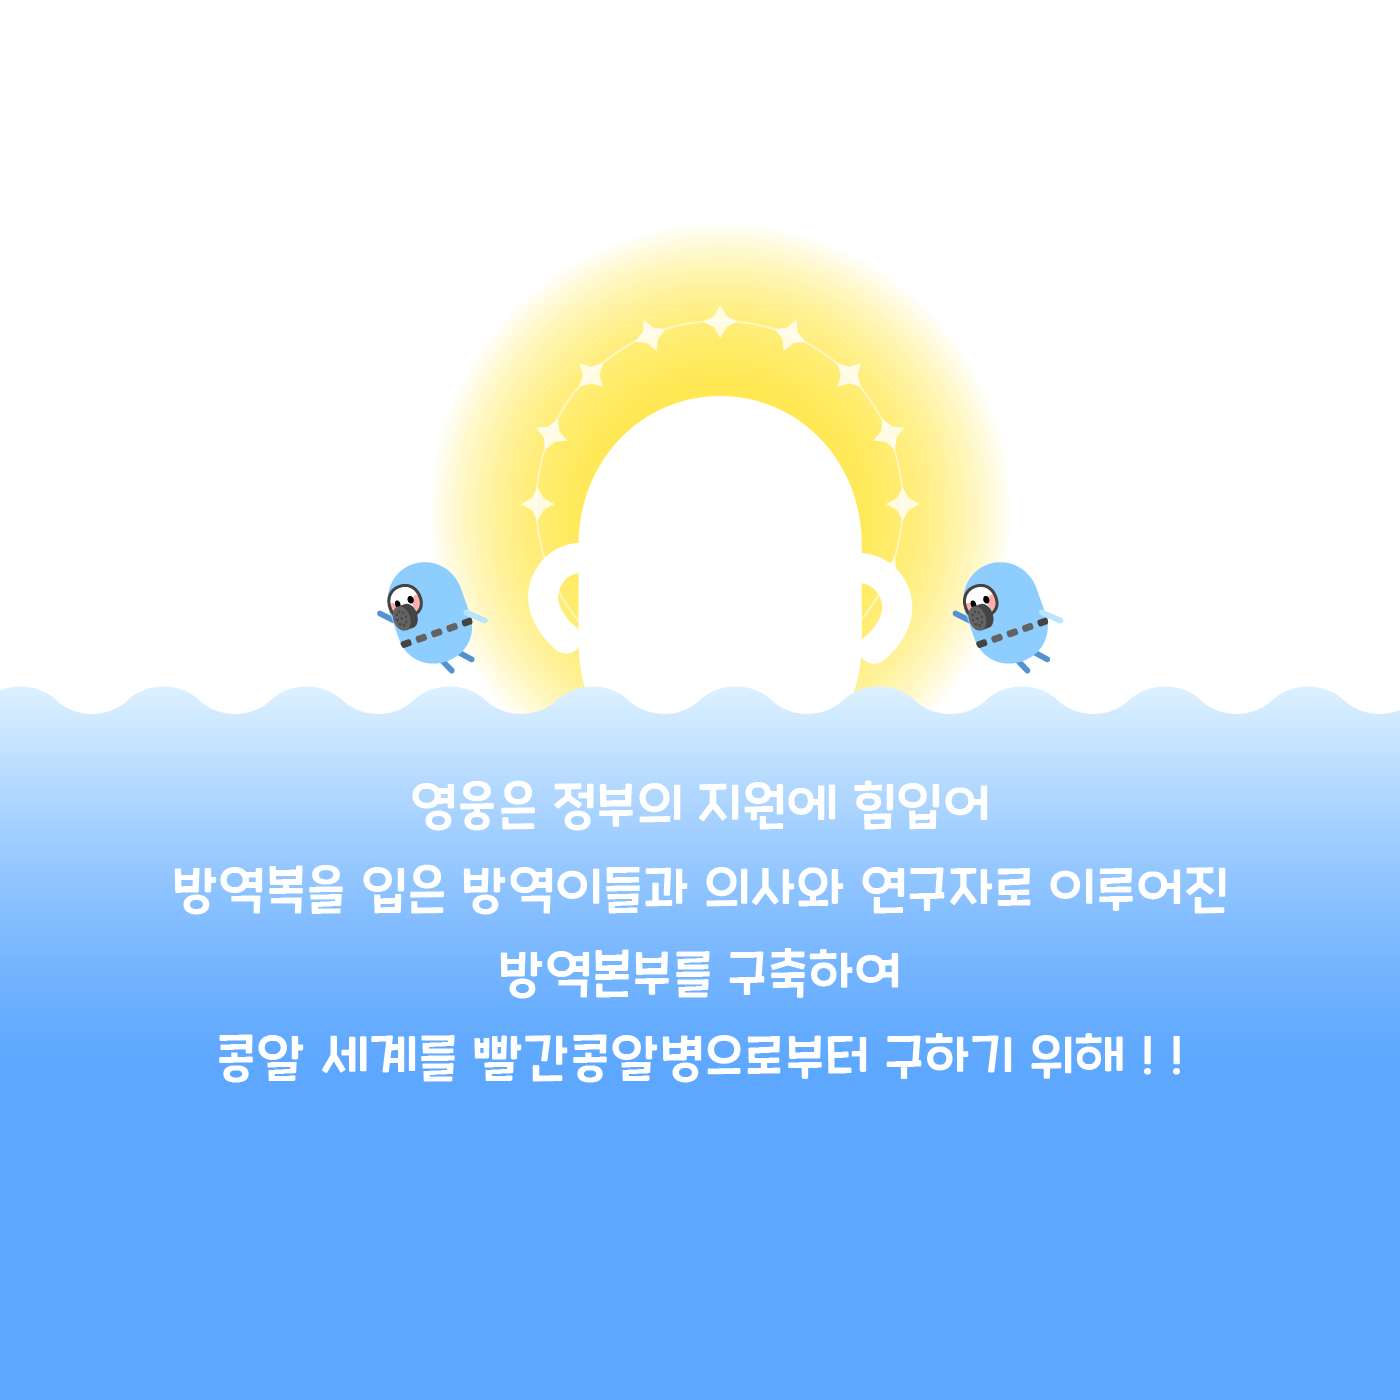 영웅은 정부의 지원에 힘입어
방역복을 입은 방역이들과 의사와 연구자로 이루어진
방역본부를 구축하여
콩알 세계를 빨간콩알병으로부터 구하기 위해 ! !